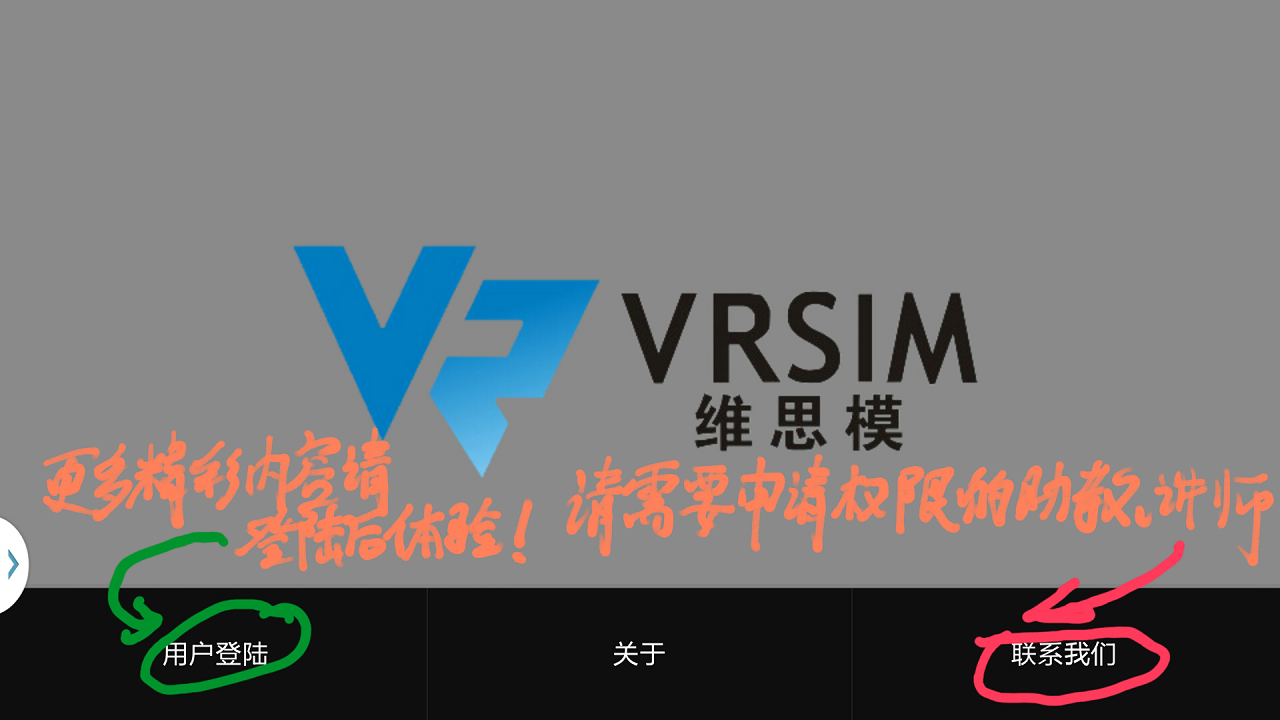 VRSIM
维思模
更多精彩内容请
登陆后体验！
请需要申请权限的助教、讲师
用户登陆
关于
联系我们